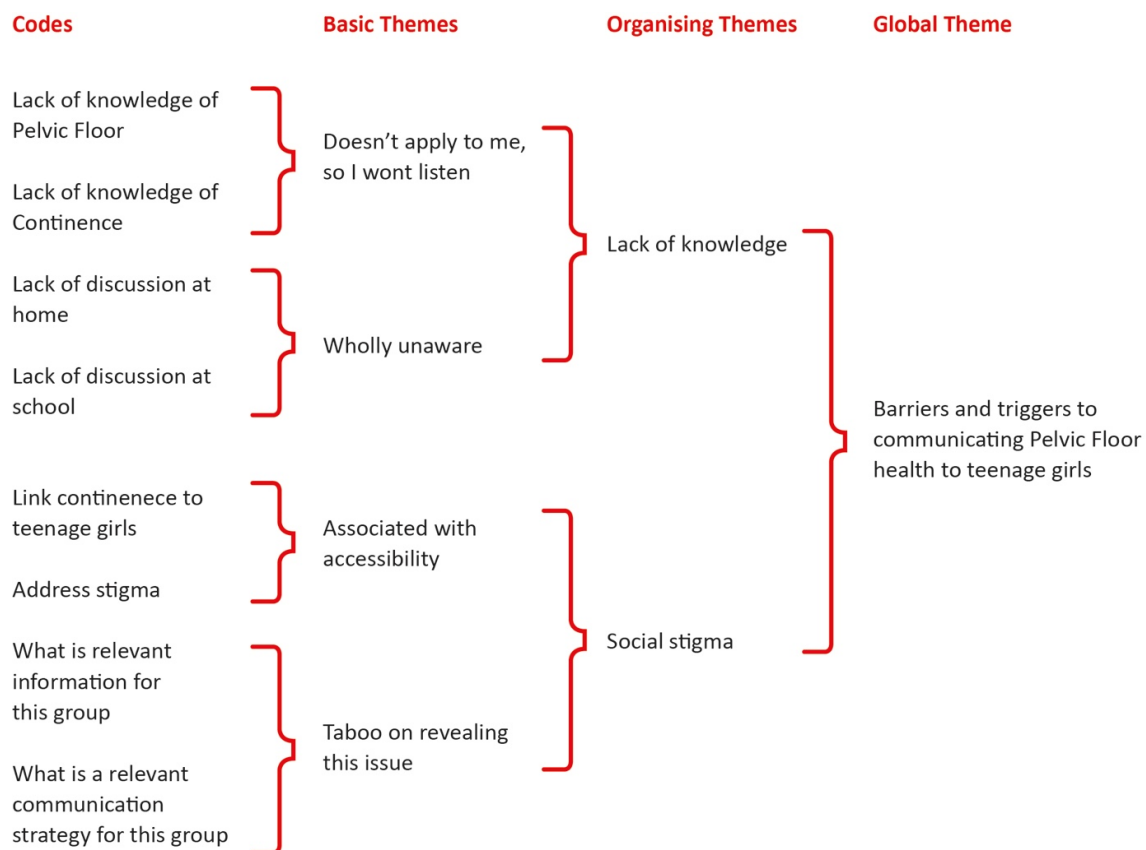 Codes
Basic Themes
Organising Themes
Global Theme
Lack of knowledge of
Pelvic Floor
Lack of knowledge of
Continence
Doesn’t apply to me,
so I wont listen
Lack of discussion at
home
Lack of discussion at
school
Wholly unaware
Lack of knowledge
Link continenece to
teenage girls
Address stigma
Associated with
accessibility
What is relevant
information for
this group
What is a relevant
communication
strategy for this group
Taboo on revealing
this issue
Social stigma
Barriers and triggers to
communicating Pelvic Floor
health to teenage girls